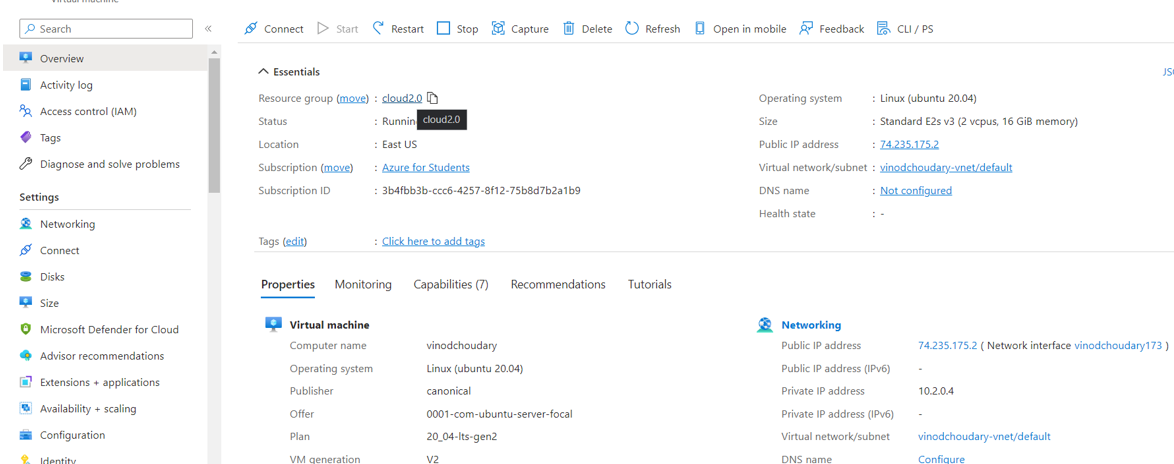 Virtual machine
Search «
Connect Start Restart Stop Capture Delete Refresh Open in mobile Feedback CLI / PS
Overview
Activity log
Access control (IAM)
Tags
Diagnose and solve problems
Settings
Networking
Connect
Disks
Size
Microsoft Defender for Cloud
Advisor recommendations
Extensions + applications
Availability + scaling
Configuration
Identity
Essentials
Resource group (move) : cloud2.0
cloud2.0
Status :
Location : East US
Subscription (move) : Azure for Students
Subscription ID : 3b4fbb3b-ccc6-4257-8f12-75b8d7b2a1b9
Operating system : Linux (ubuntu 20.04)
Size : Standard E2s v3 (2 vcpus, 16 GiB memory)
Public IP address : 74.235.175.2
Virtual network/subnet : vinodchoudary-vnet/default
DNS name : Not configured
Health state : -
Tags (edit) : Click here to add tags
Properties Monitoring Capabilities (7) Recommendations Tutorials
Virtual machine
Computer name vinodchoudary
Operating system Linux (ubuntu 20.04)
Publisher canonical
Offer 0001-com-ubuntu-server-focal
Plan 20_04-lts-gen2
VM generation V2
Networking
Public IP address 74.235.175.2 ( Network interface vinodchoudary173 )
Public IP address (IPv6) -
Private IP address 10.2.0.4
Private IP address (IPv6) -
Virtual network/subnet vinodchoudary-vnet/default
DNS name Configure